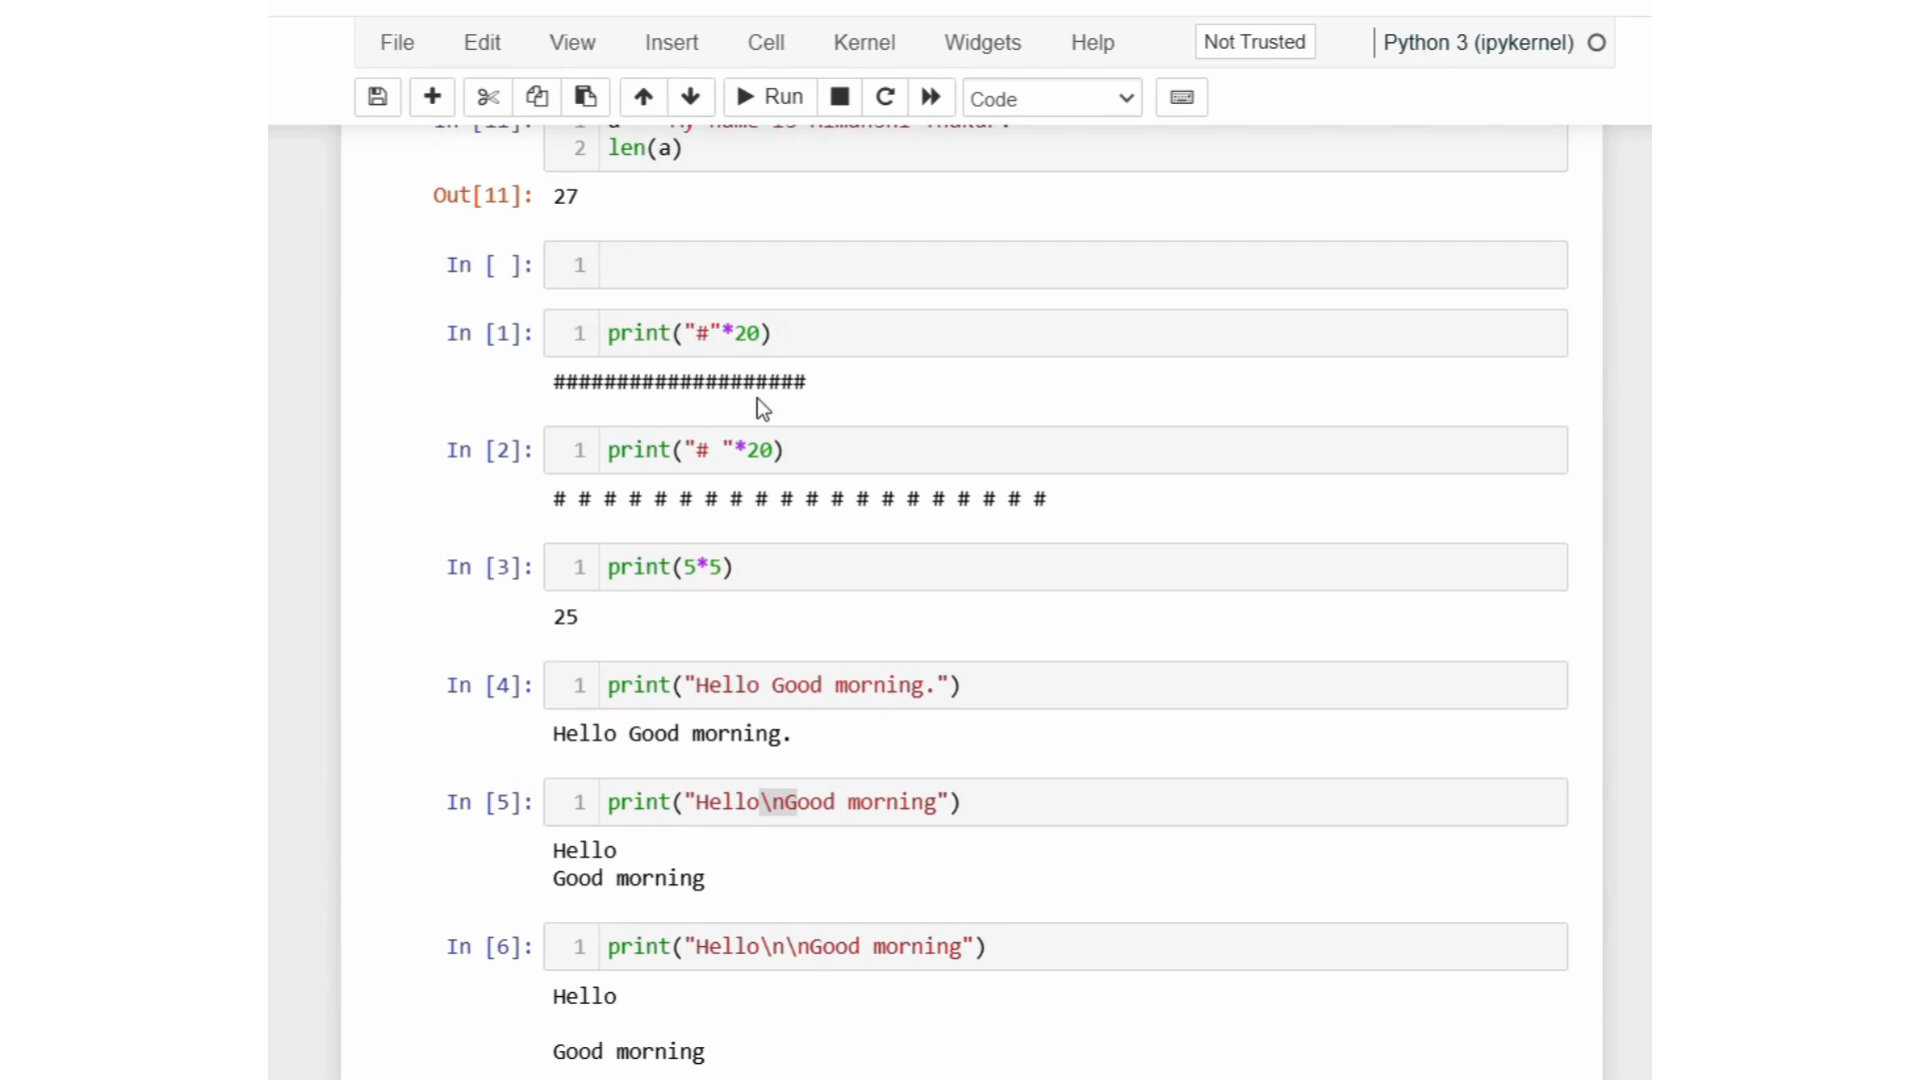 File Edit View Insert Cell Kernel Widgets Help Not Trusted Python 3 (ipykernel)
Run Code
2 len(a)
Out[11]: 27
In [ ]: 1
In [1]: 1 print("#"*20)
####################
In [2]: 1 print("# "*20)
# # # # # # # # # # # # # # # # # # # #
In [3]: 1 print(5*5)
25
In [4]: 1 print("Hello Good morning.")
Hello Good morning.
In [5]: 1 print("Hello\nGood morning")
Hello
Good morning
In [6]: 1 print("Hello\n\nGood morning")
Hello
Good morning